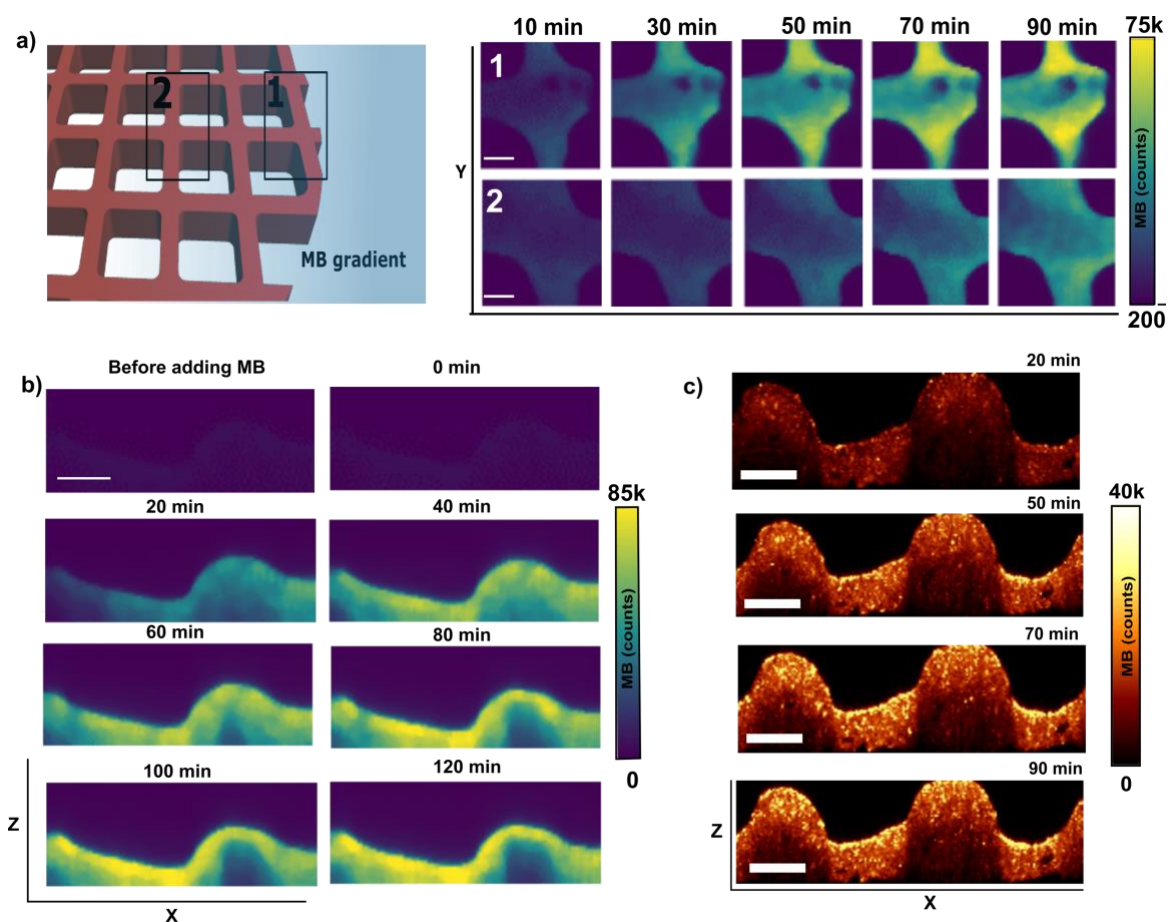 a)
10 min
30 min
50 min
70 min
90 min
75k
MB (counts)
200
Y
1
2
2
1
MB gradient
b)
Before adding MB
0 min
20 min
40 min
60 min
80 min
100 min
120 min
85k
MB (counts)
0
Z
X
c)
20 min
50 min
70 min
90 min
40k
MB (counts)
0
Z
X